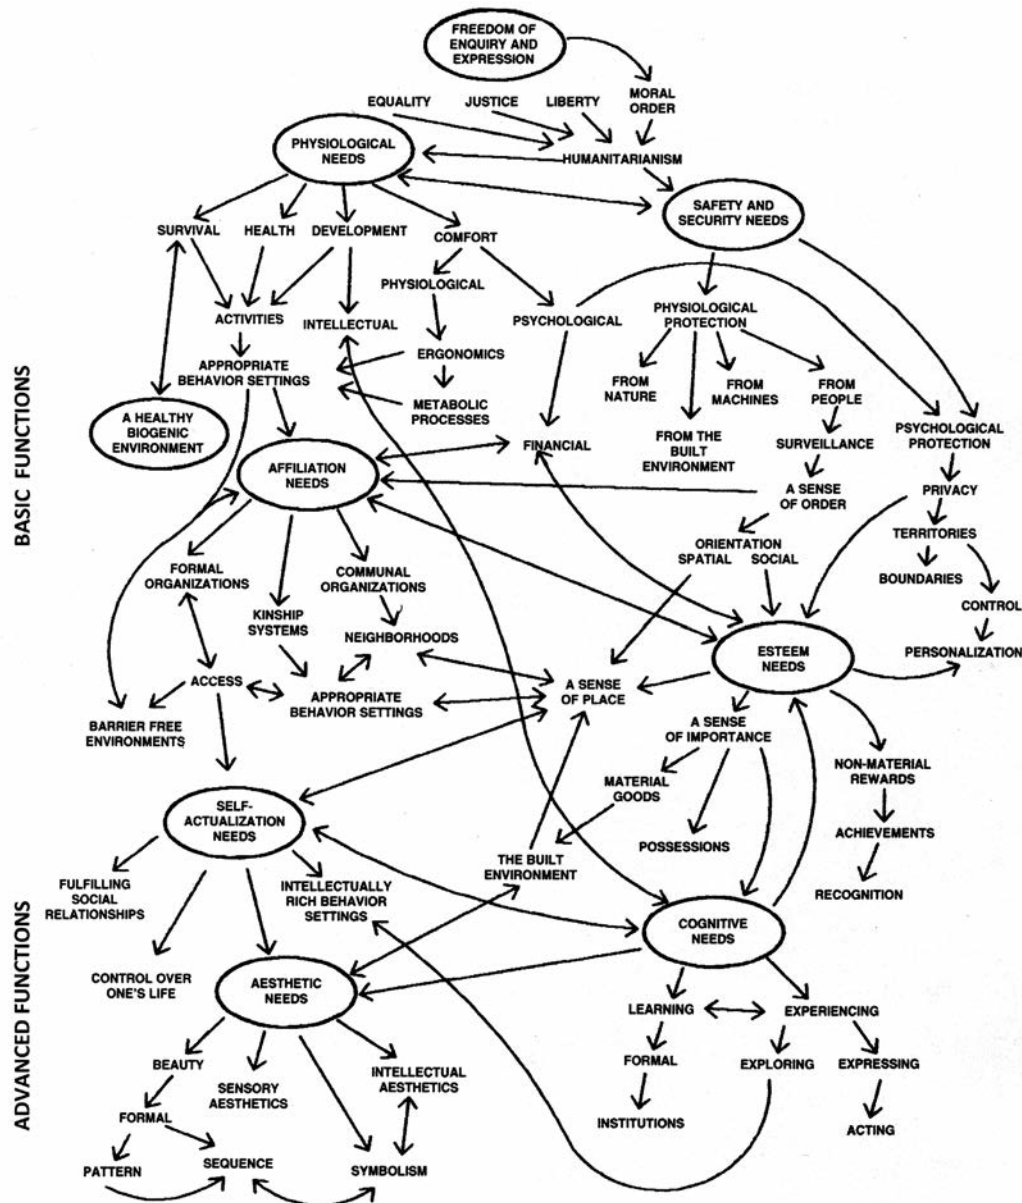 FREEDOM OF
ENQUIRY AND
EXPRESSION
MORAL
ORDER
EQUALITY
JUSTICE
LIBERTY
PHYSIOLOGICAL
NEEDS
HUMANITARIANISM
SAFETY AND
SECURITY NEEDS
SURVIVAL
HEALTH
DEVELOPMENT
COMFORT
PHYSIOLOGICAL
ACTIVITIES
INTELLECTUAL
PSYCHOLOGICAL
PHYSIOLOGICAL
PROTECTION
APPROPRIATE
BEHAVIOR SETTINGS
ERGONOMICS
FROM
NATURE
FROM
MACHINES
FROM
PEOPLE
METABOLIC
PROCESSES
A HEALTHY
BIOGENIC
ENVIRONMENT
FINANCIAL
FROM THE
BUILT
ENVIRONMENT
SURVEILLANCE
PSYCHOLOGICAL
PROTECTION
BASIC FUNCTIONS
AFFILIATION
NEEDS
A SENSE
OF ORDER
PRIVACY
TERRITORIES
ORIENTATION
SPATIAL SOCIAL
BOUNDARIES
FORMAL
ORGANIZATIONS
COMMUNAL
ORGANIZATIONS
CONTROL
KINSHIP
SYSTEMS
NEIGHBORHOODS
ESTEEM
NEEDS
PERSONALIZATION
ACCESS
APPROPRIATE
BEHAVIOR SETTINGS
A SENSE
OF PLACE
BARRIER FREE
ENVIRONMENTS
A SENSE
OF IMPORTANCE
NON-MATERIAL
REWARDS
MATERIAL
GOODS
SELF-
ACTUALIZATION
NEEDS
POSSESSIONS
ACHIEVEMENTS
THE BUILT
ENVIRONMENT
RECOGNITION
FULFILLING
SOCIAL
RELATIONSHIPS
INTELLECTUALLY
RICH BEHAVIOR
SETTINGS
COGNITIVE
NEEDS
CONTROL OVER
ONE'S LIFE
AESTHETIC
NEEDS
ADVANCED FUNCTIONS
LEARNING
EXPERIENCING
BEAUTY
SENSORY
AESTHETICS
INTELLECTUAL
AESTHETICS
FORMAL
EXPLORING
EXPRESSING
FORMAL
INSTITUTIONS
ACTING
PATTERN
SEQUENCE
SYMBOLISM